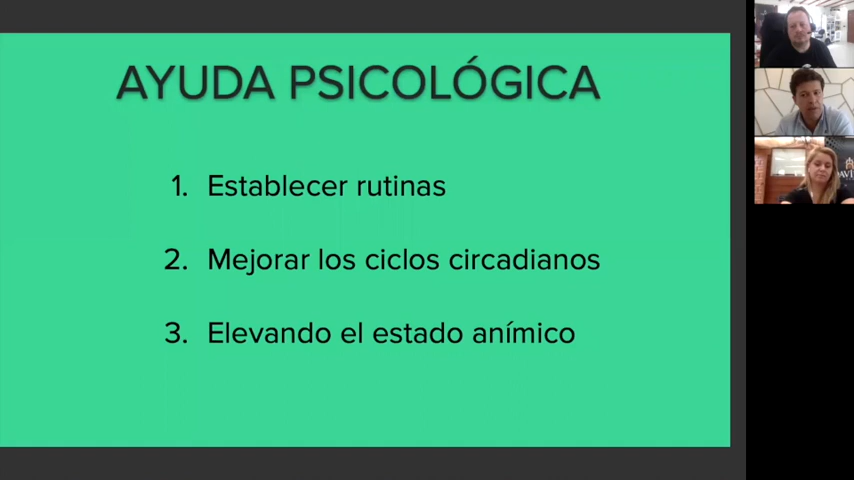 AYUDA PSICOLÓGICA
1. Establecer rutinas
2. Mejorar los ciclos circadianos
3. Elevando el estado anímico